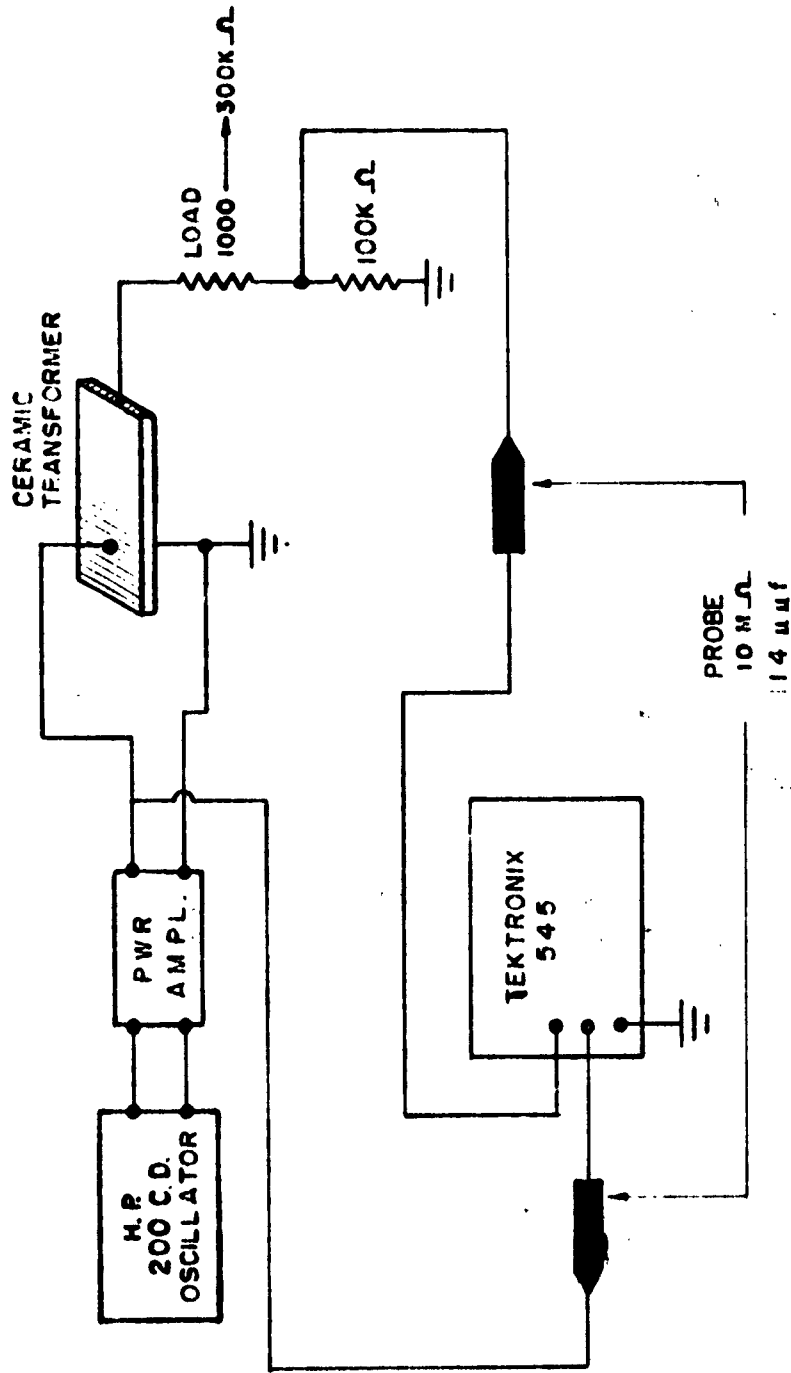 CERAMIC
TRANSFORMER
LOAD
1000 → 300K Ω
100K Ω
PWR
AMPL.
H.P.
200 C.D.
OSCILLATOR
TEKTRONIX
545
PROBE
10 M Ω
14 uuf